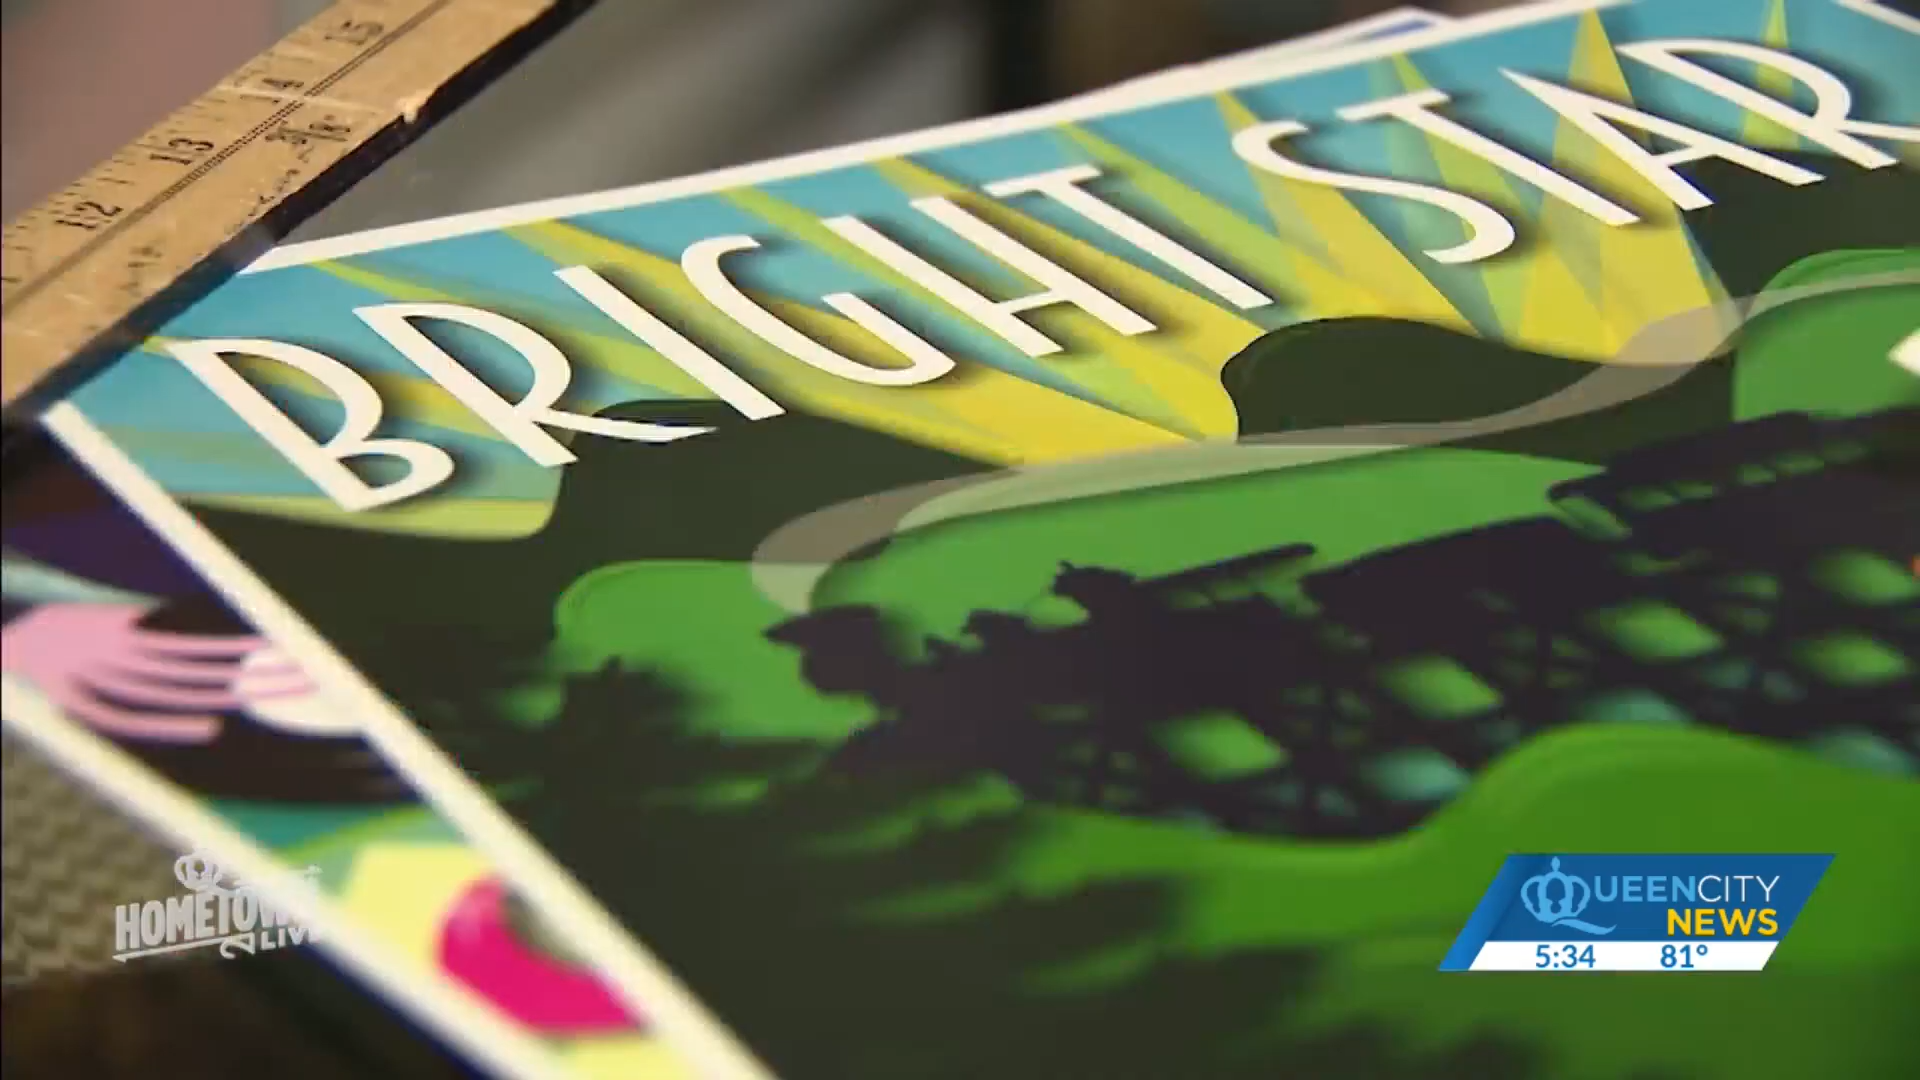 15
14
13
12
BRIGHT STAR
HOMETOWN
LIVE
QUEENCITY
NEWS
5:34 81°